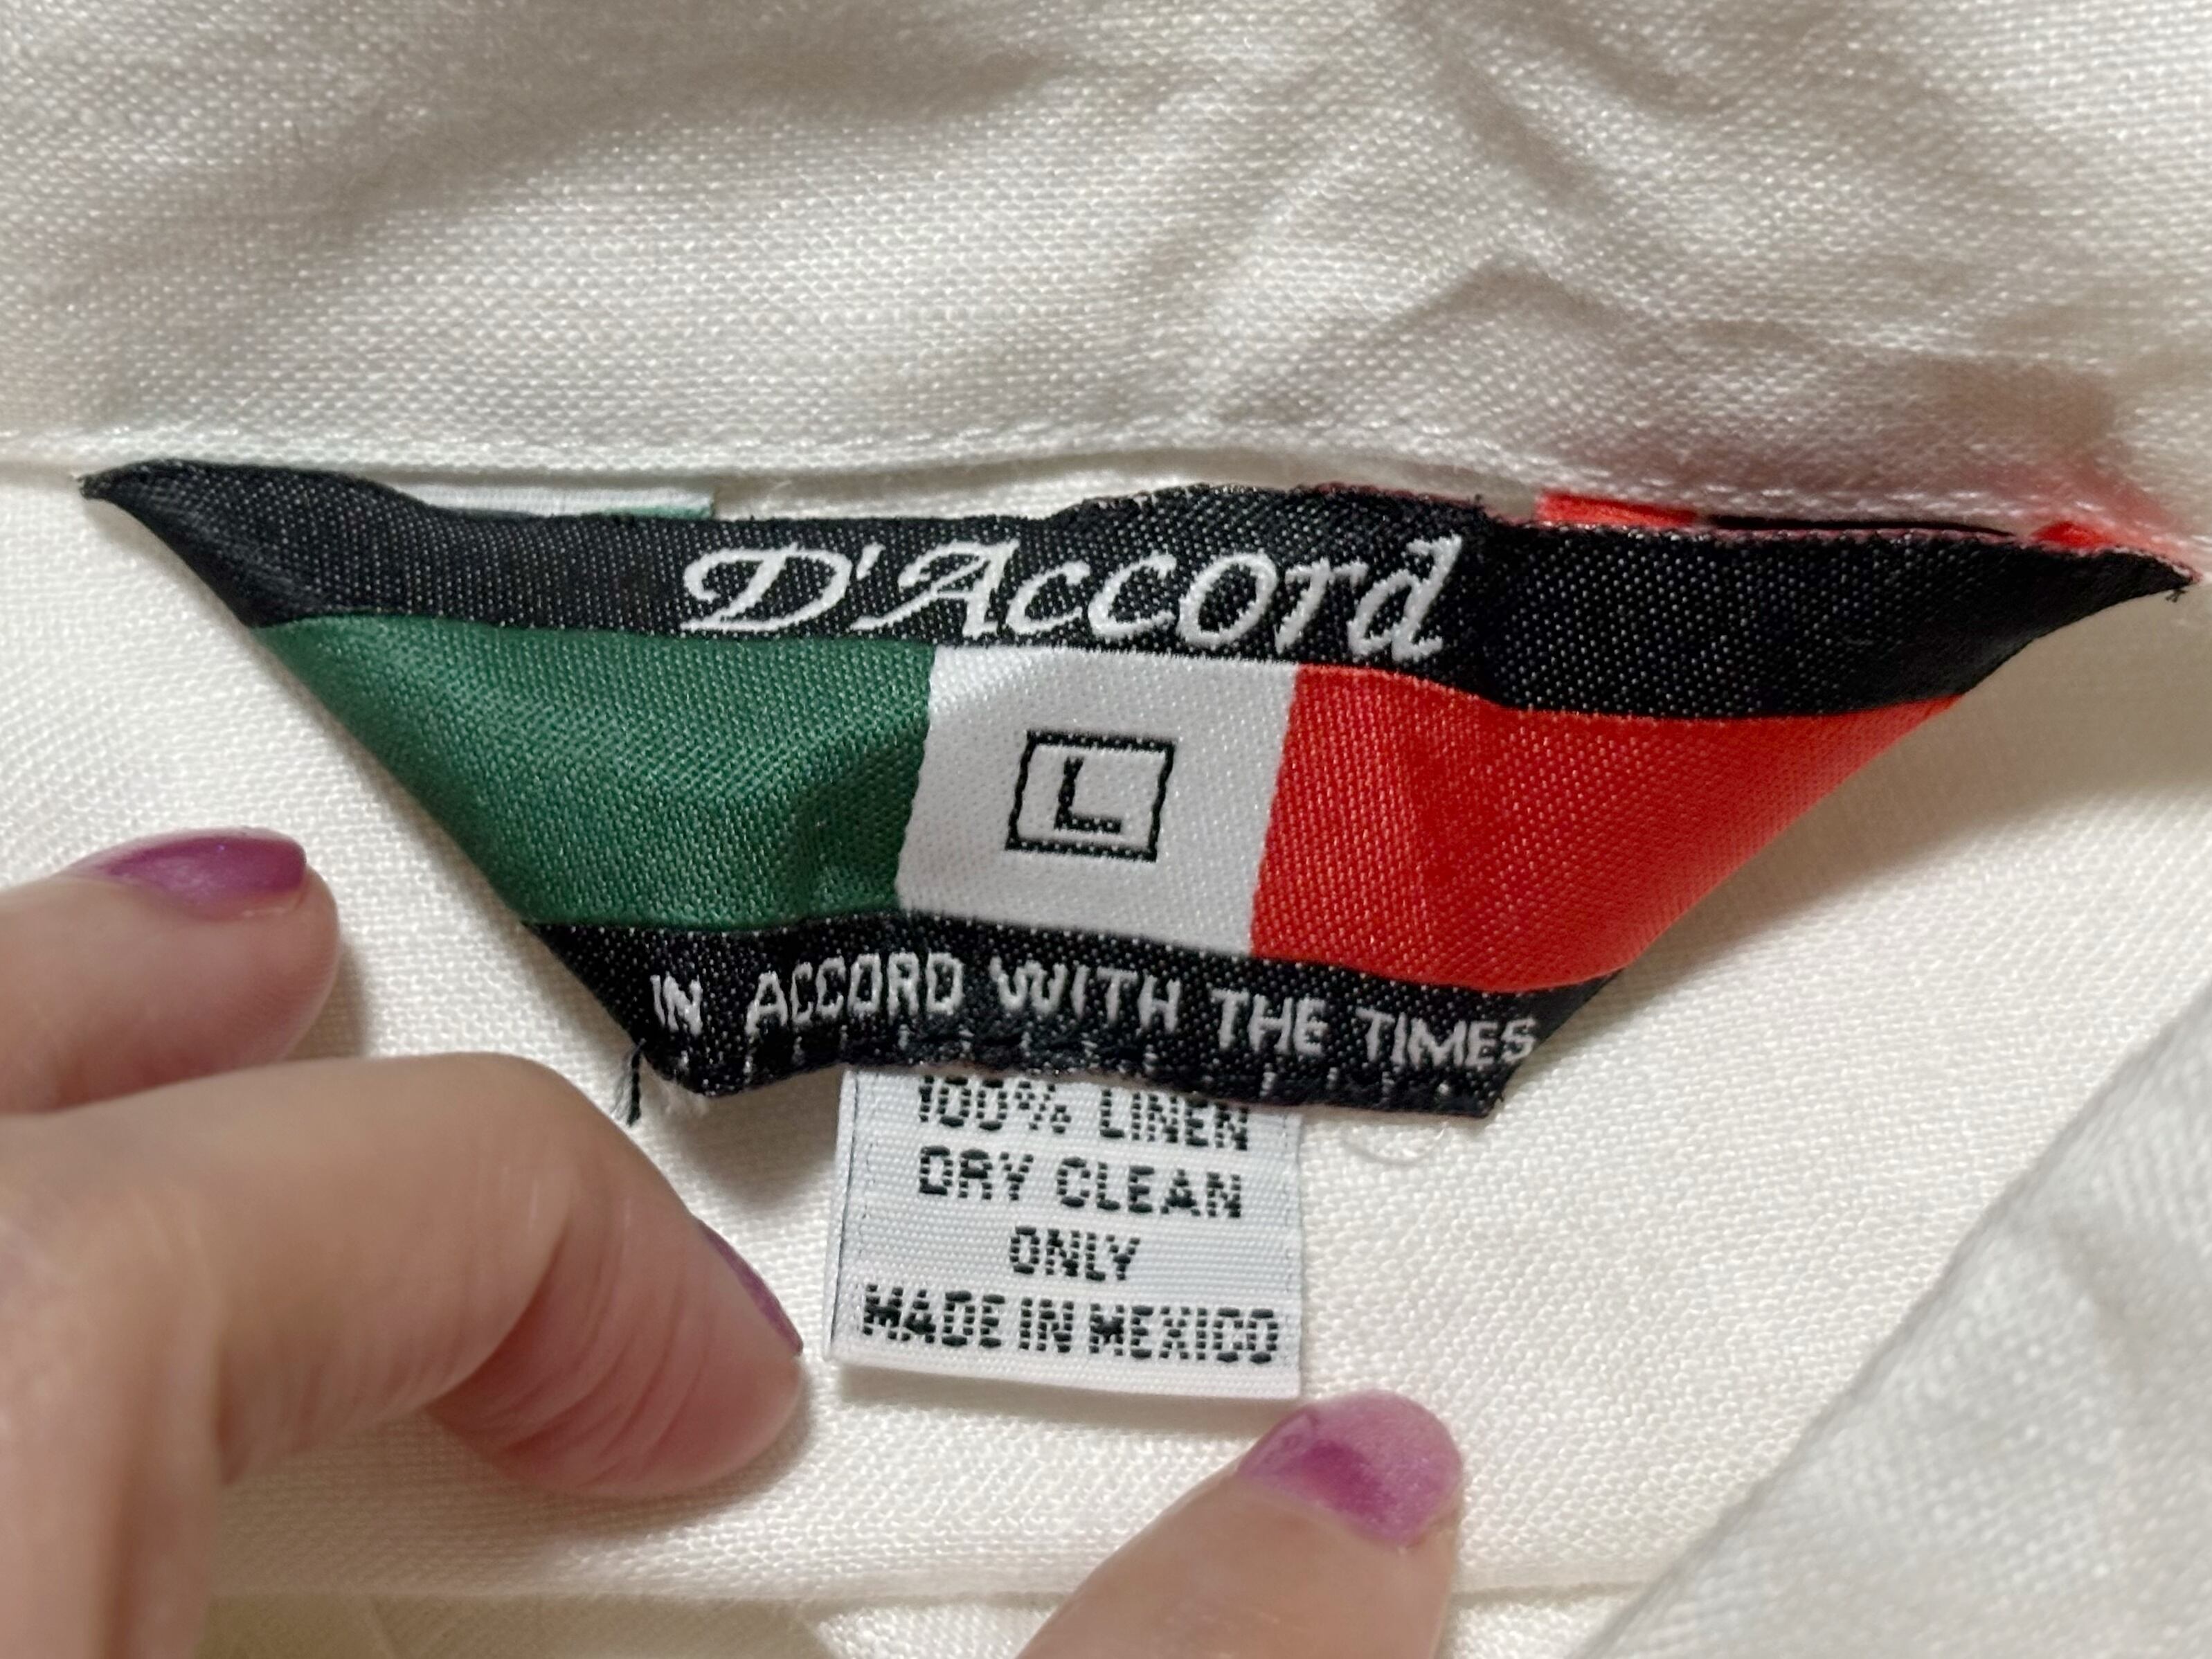 D'Accord
L
IN ACCORD WITH THE TIMES
100% LINEN
DRY CLEAN
ONLY
MADE IN MEXICO